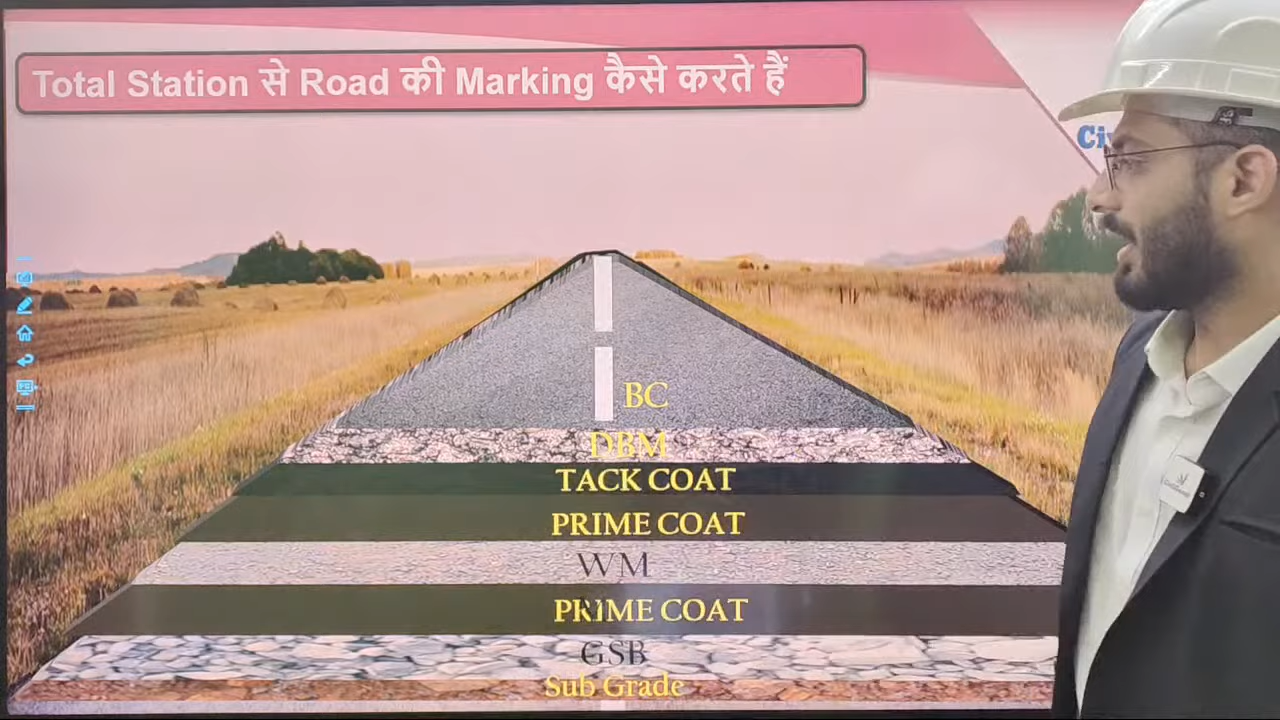 Total Station से Road की Marking कैसे करते हैं
BC
DBM
TACK COAT
PRIME COAT
WM
PRIME COAT
GSB
Sub Grade